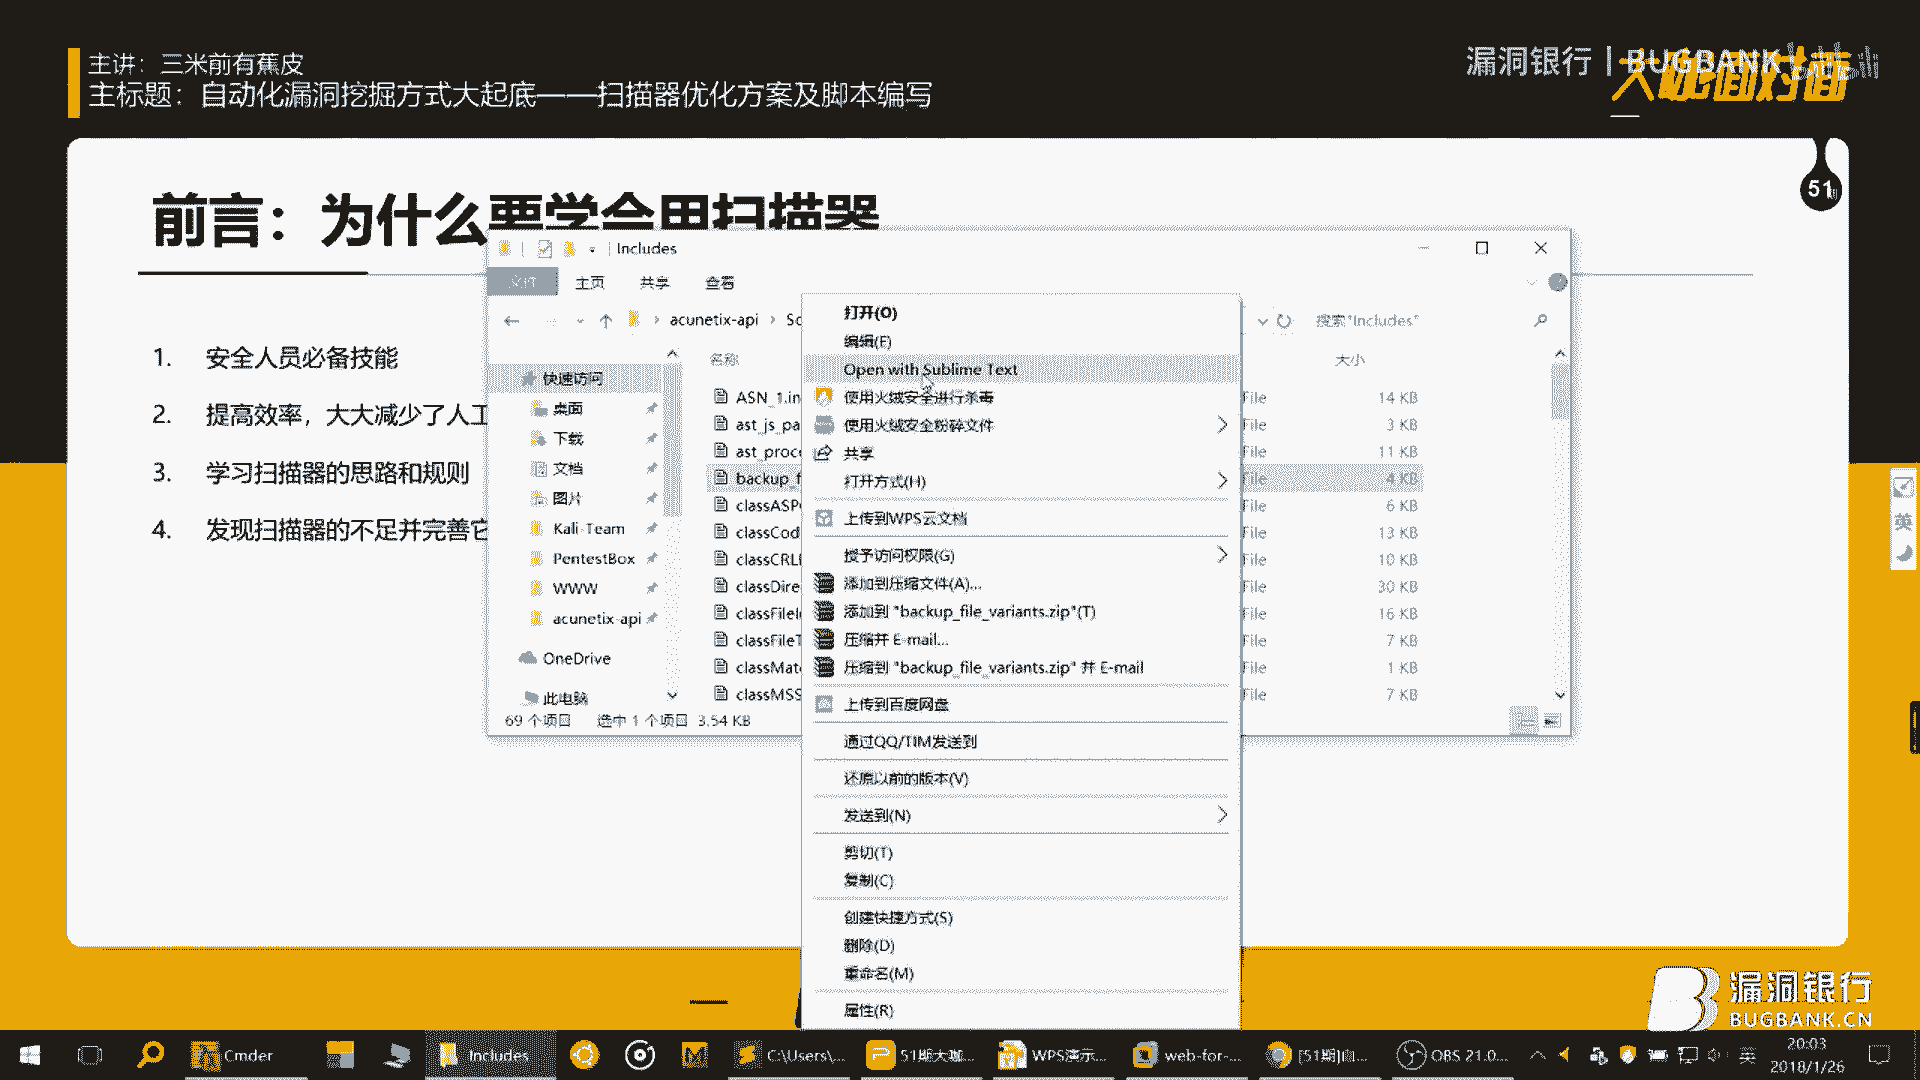 主讲：三米前有蕉皮
主标题：自动化漏洞挖掘方式大起底——扫描器优化方案及脚本编写
漏洞银行 | BUGBANK
大咖面对面
51
前言：为什么要学会用扫描器
1. 安全人员必备技能
2. 提高效率，大大减少了人工
3. 学习扫描器的思路和规则
4. 发现扫描器的不足并完善它
Includes
文件 主页 共享 查看
acunetix-api
搜索"Includes"
名称
大小
快速访问
桌面
下载
文档
图片
Kali-Team
PentestBox
WWW
acunetix-api
OneDrive
此电脑
ASN_1.in
File 14 KB
ast_js_pa
File 3 KB
ast_proce
File 11 KB
backup_f
File 4 KB
classASP
File 6 KB
classCod
File 13 KB
classCRL
File 10 KB
classDire
File 30 KB
classFileI
File 16 KB
classFileT
File 7 KB
classMat
File 1 KB
classMSS
File 7 KB
69 个项目 选中 1 个项目 3.54 KB
打开(O)
编辑(E)
Open with Sublime Text
使用火绒安全进行杀毒
使用火绒安全粉碎文件
共享
打开方式(H)
上传到WPS云文档
授予访问权限(G)
添加到压缩文件(A)...
添加到 "backup_file_variants.zip"(T)
压缩并 E-mail...
压缩到 "backup_file_variants.zip" 并 E-mail
上传到百度网盘
通过QQ/TIM发送到
还原以前的版本(V)
发送到(N)
剪切(T)
复制(C)
创建快捷方式(S)
删除(D)
重命名(M)
属性(R)
英
漏洞银行
BUGBANK.CN
Cmder
Includes
C:\Users\...
51期大咖...
WPS演示...
web-for-...
OBS 21.0...
英
20:03
2018/1/26